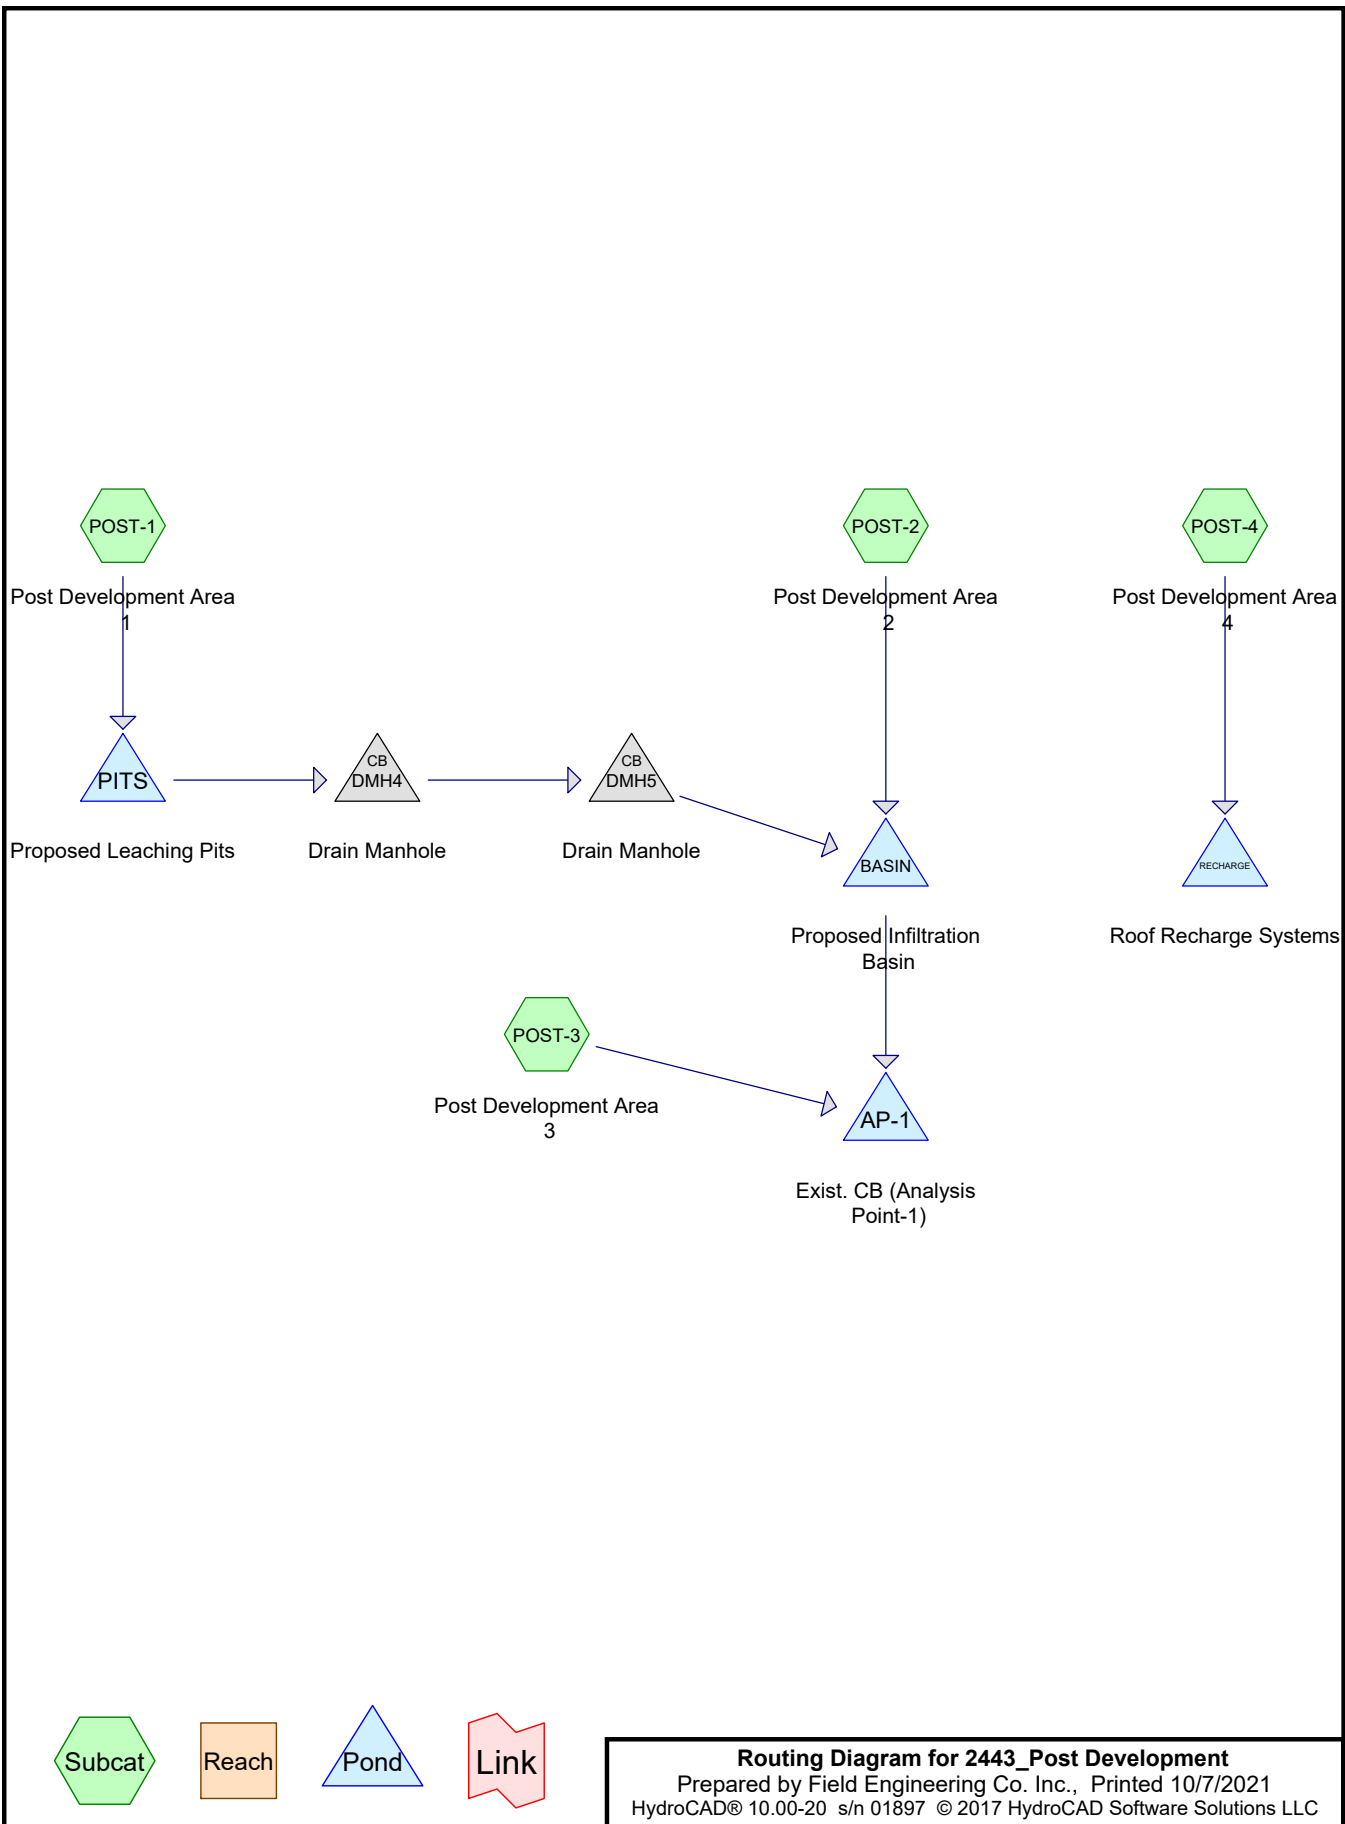 POST-1
POST-2
POST-4
Post Development Area
1
Post Development Area
2
Post Development Area
4
PITS
CB
DMH4
CB
DMH5
Proposed Leaching Pits
Drain Manhole
Drain Manhole
BASIN
RECHARGE
Proposed Infiltration
Basin
Roof Recharge Systems
POST-3
Post Development Area
3
AP-1
Exist. CB (Analysis
Point-1)
Subcat
Reach
Pond
Link
Routing Diagram for 2443_Post Development
Prepared by Field Engineering Co. Inc., Printed 10/7/2021
HydroCAD® 10.00-20 s/n 01897 © 2017 HydroCAD Software Solutions LLC